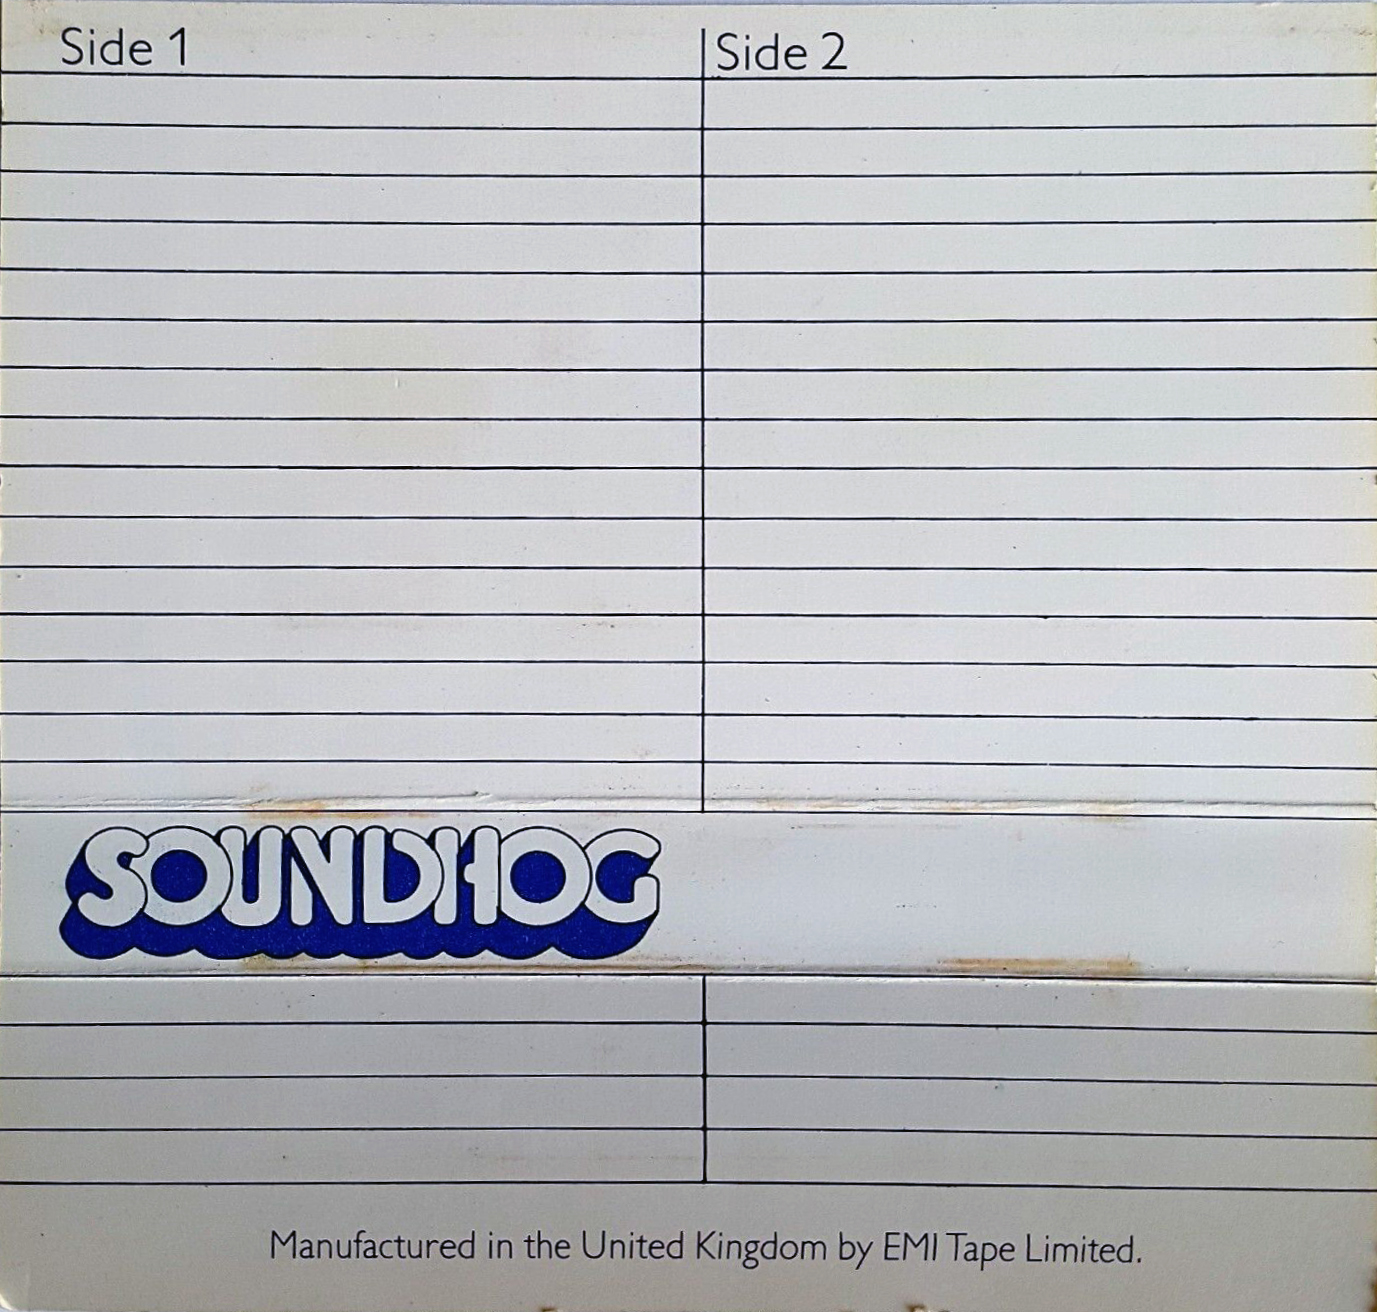 Side 1
Side 2
SOUNDHOG
Manufactured in the United Kingdom by EMI Tape Limited.